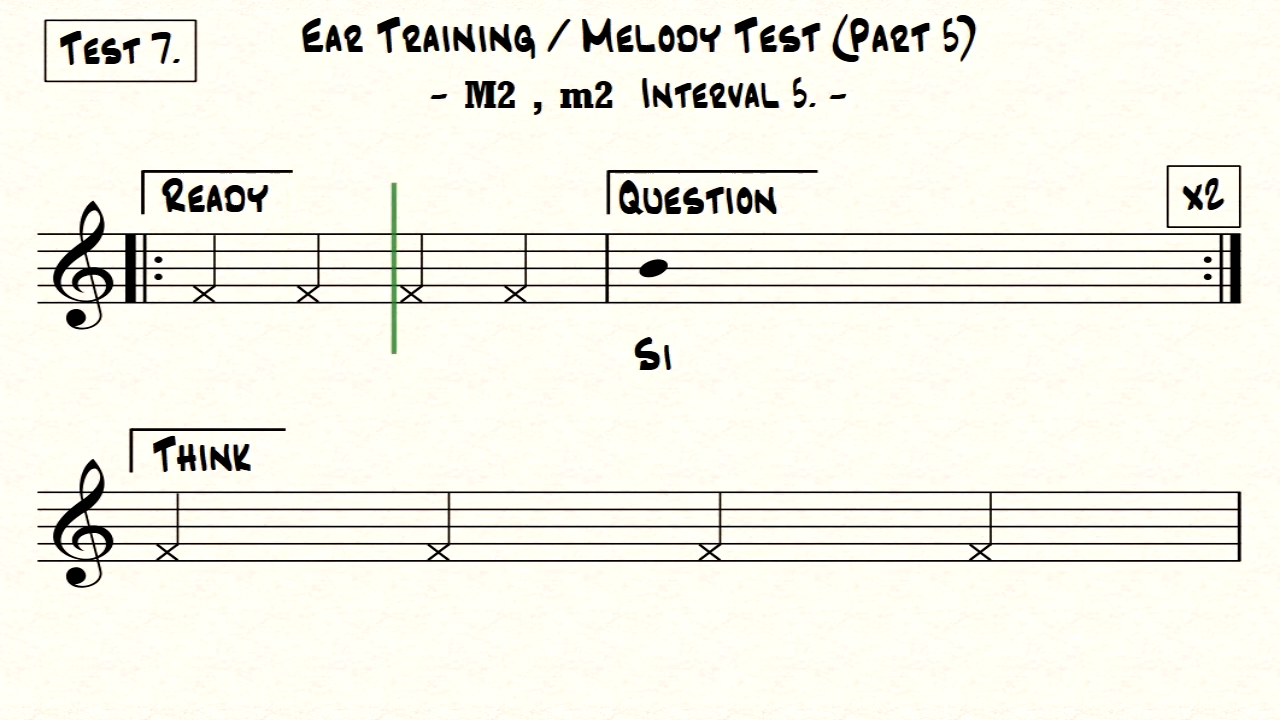 Test 7.
Ear Training / Melody Test (Part 5)
- M2 , m2 Interval 5. -
Ready
Question
x2
Si
Think